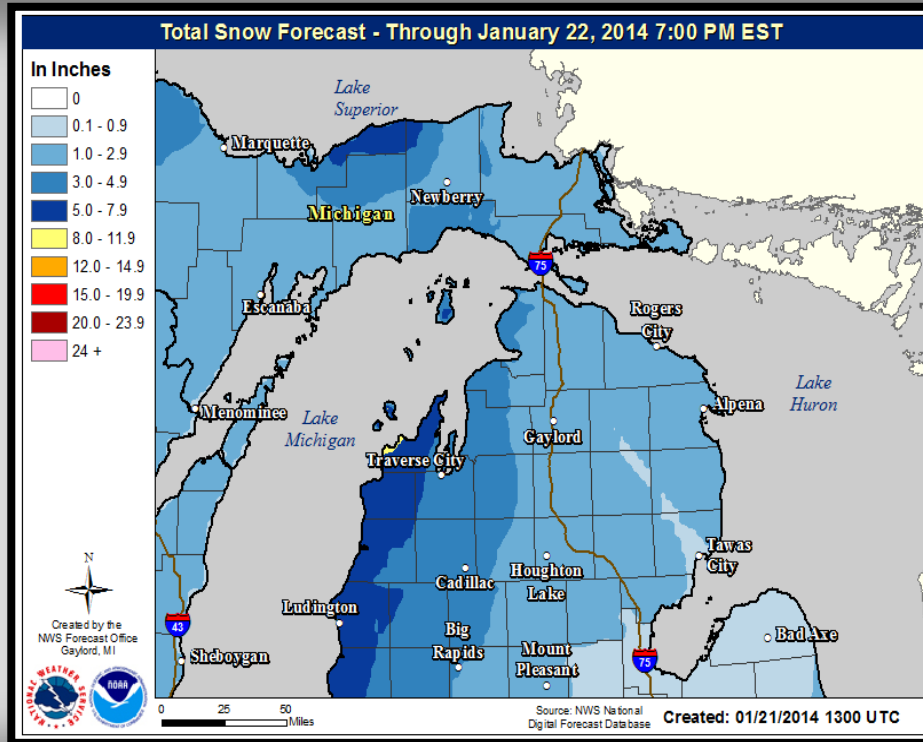 Total Snow Forecast - Through January 22, 2014 7:00 PM EST
In Inches
0
0.1 - 0.9
1.0 - 2.9
3.0 - 4.9
5.0 - 7.9
8.0 - 11.9
12.0 - 14.9
15.0 - 19.9
20.0 - 23.9
24 +
Lake
Superior
Marquette
Newberry
Michigan
75
Escanaba
Rogers
City
Menominee
Lake
Michigan
Lake
Huron
Alpena
Gaylord
Traverse City
Tawas
City
Cadillac
Houghton
Lake
Ludington
Big
Rapids
Mount
Pleasant
Bad Axe
43
75
Sheboygan
N
Created by the
NWS Forecast Office
Gaylord, MI
NATIONAL WEATHER SERVICE
NOAA
0 25 50
Miles
Source: NWS National
Digital Forecast Database
Created: 01/21/2014 1300 UTC